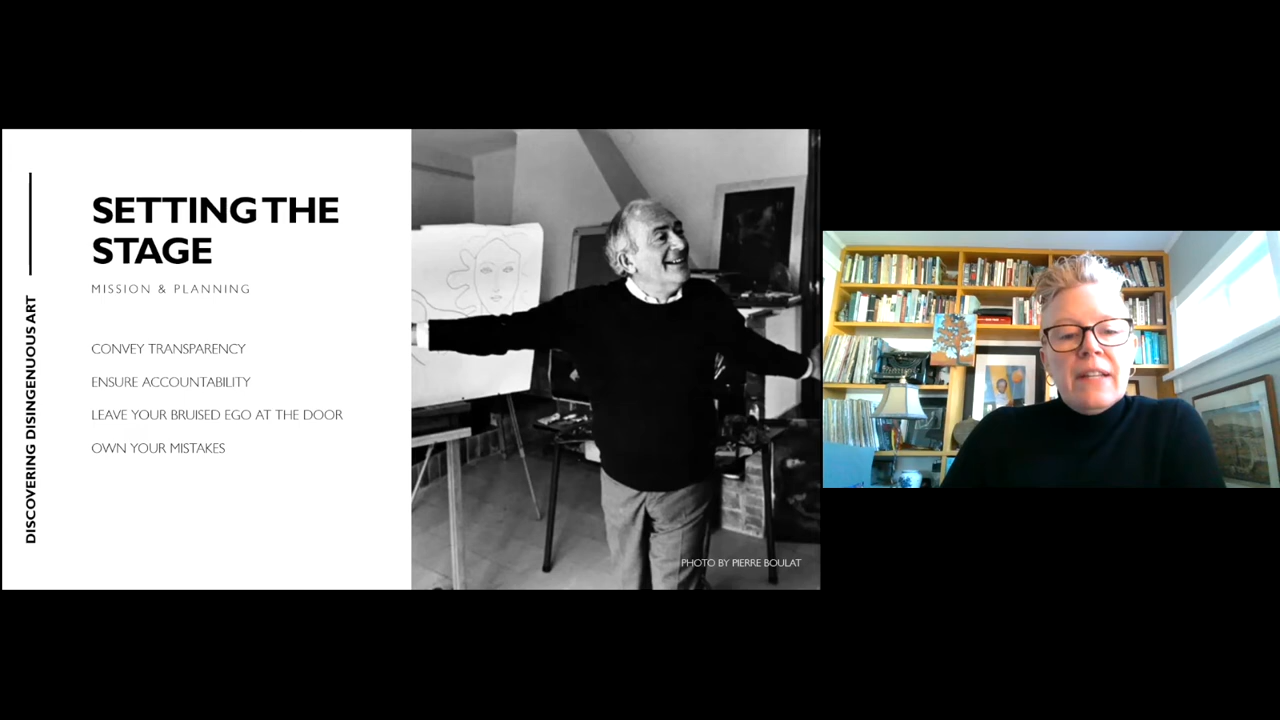 DISCOVERING DISINGENUOUS ART
SETTING THE
STAGE
MISSION & PLANNING
CONVEY TRANSPARENCY
ENSURE ACCOUNTABILITY
LEAVE YOUR BRUISED EGO AT THE DOOR
OWN YOUR MISTAKES
PHOTO BY PIERRE BOULAT